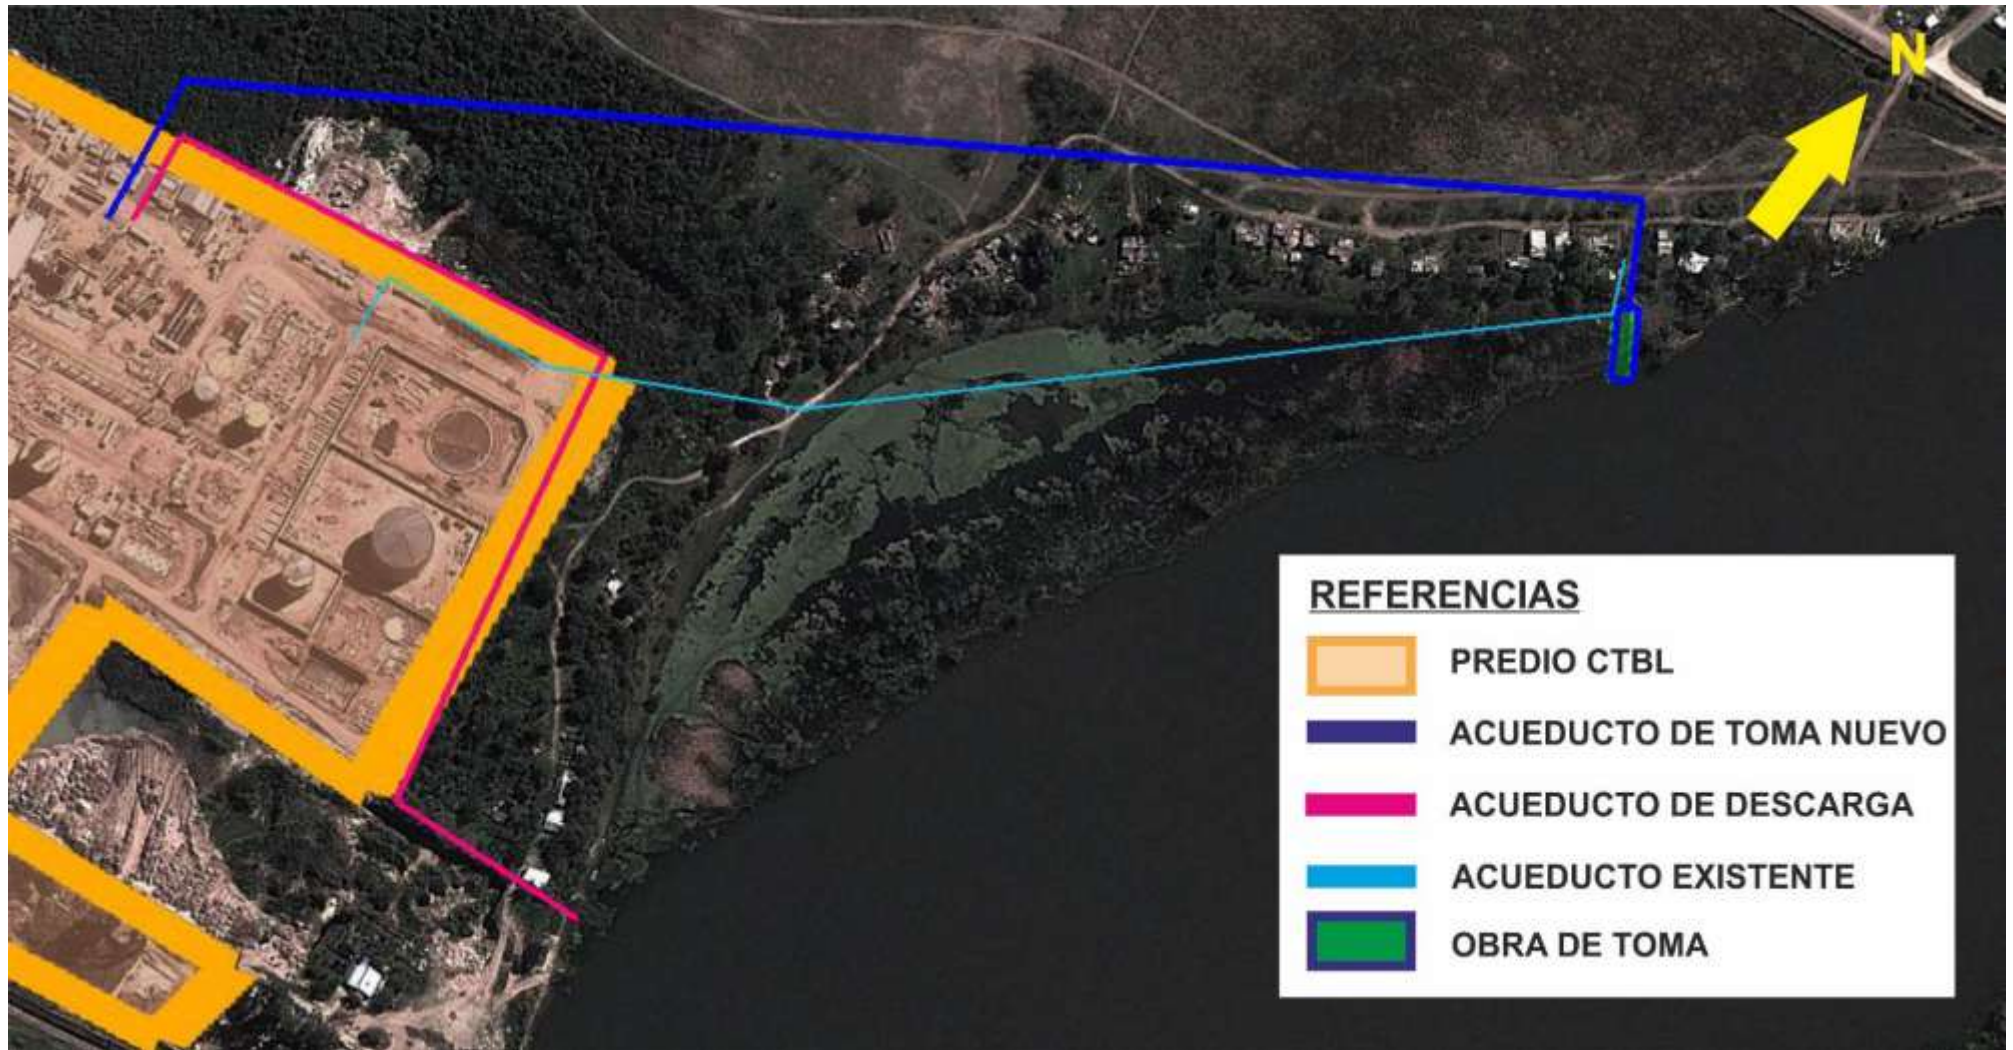 N
REFERENCIAS
PREDIO CTBL
ACUEDUCTO DE TOMA NUEVO
ACUEDUCTO DE DESCARGA
ACUEDUCTO EXISTENTE
OBRA DE TOMA